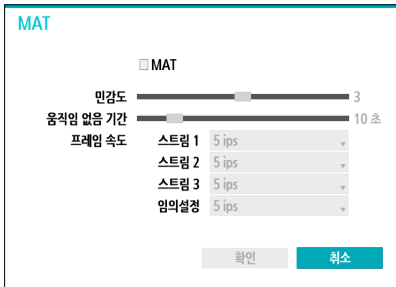 MAT
MAT
민감도 3
움직임 없음 기간 10 초
프레임 속도 스트림 1 5 ips
스트림 2 5 ips
스트림 3 5 ips
임의설정 5 ips
확인 취소